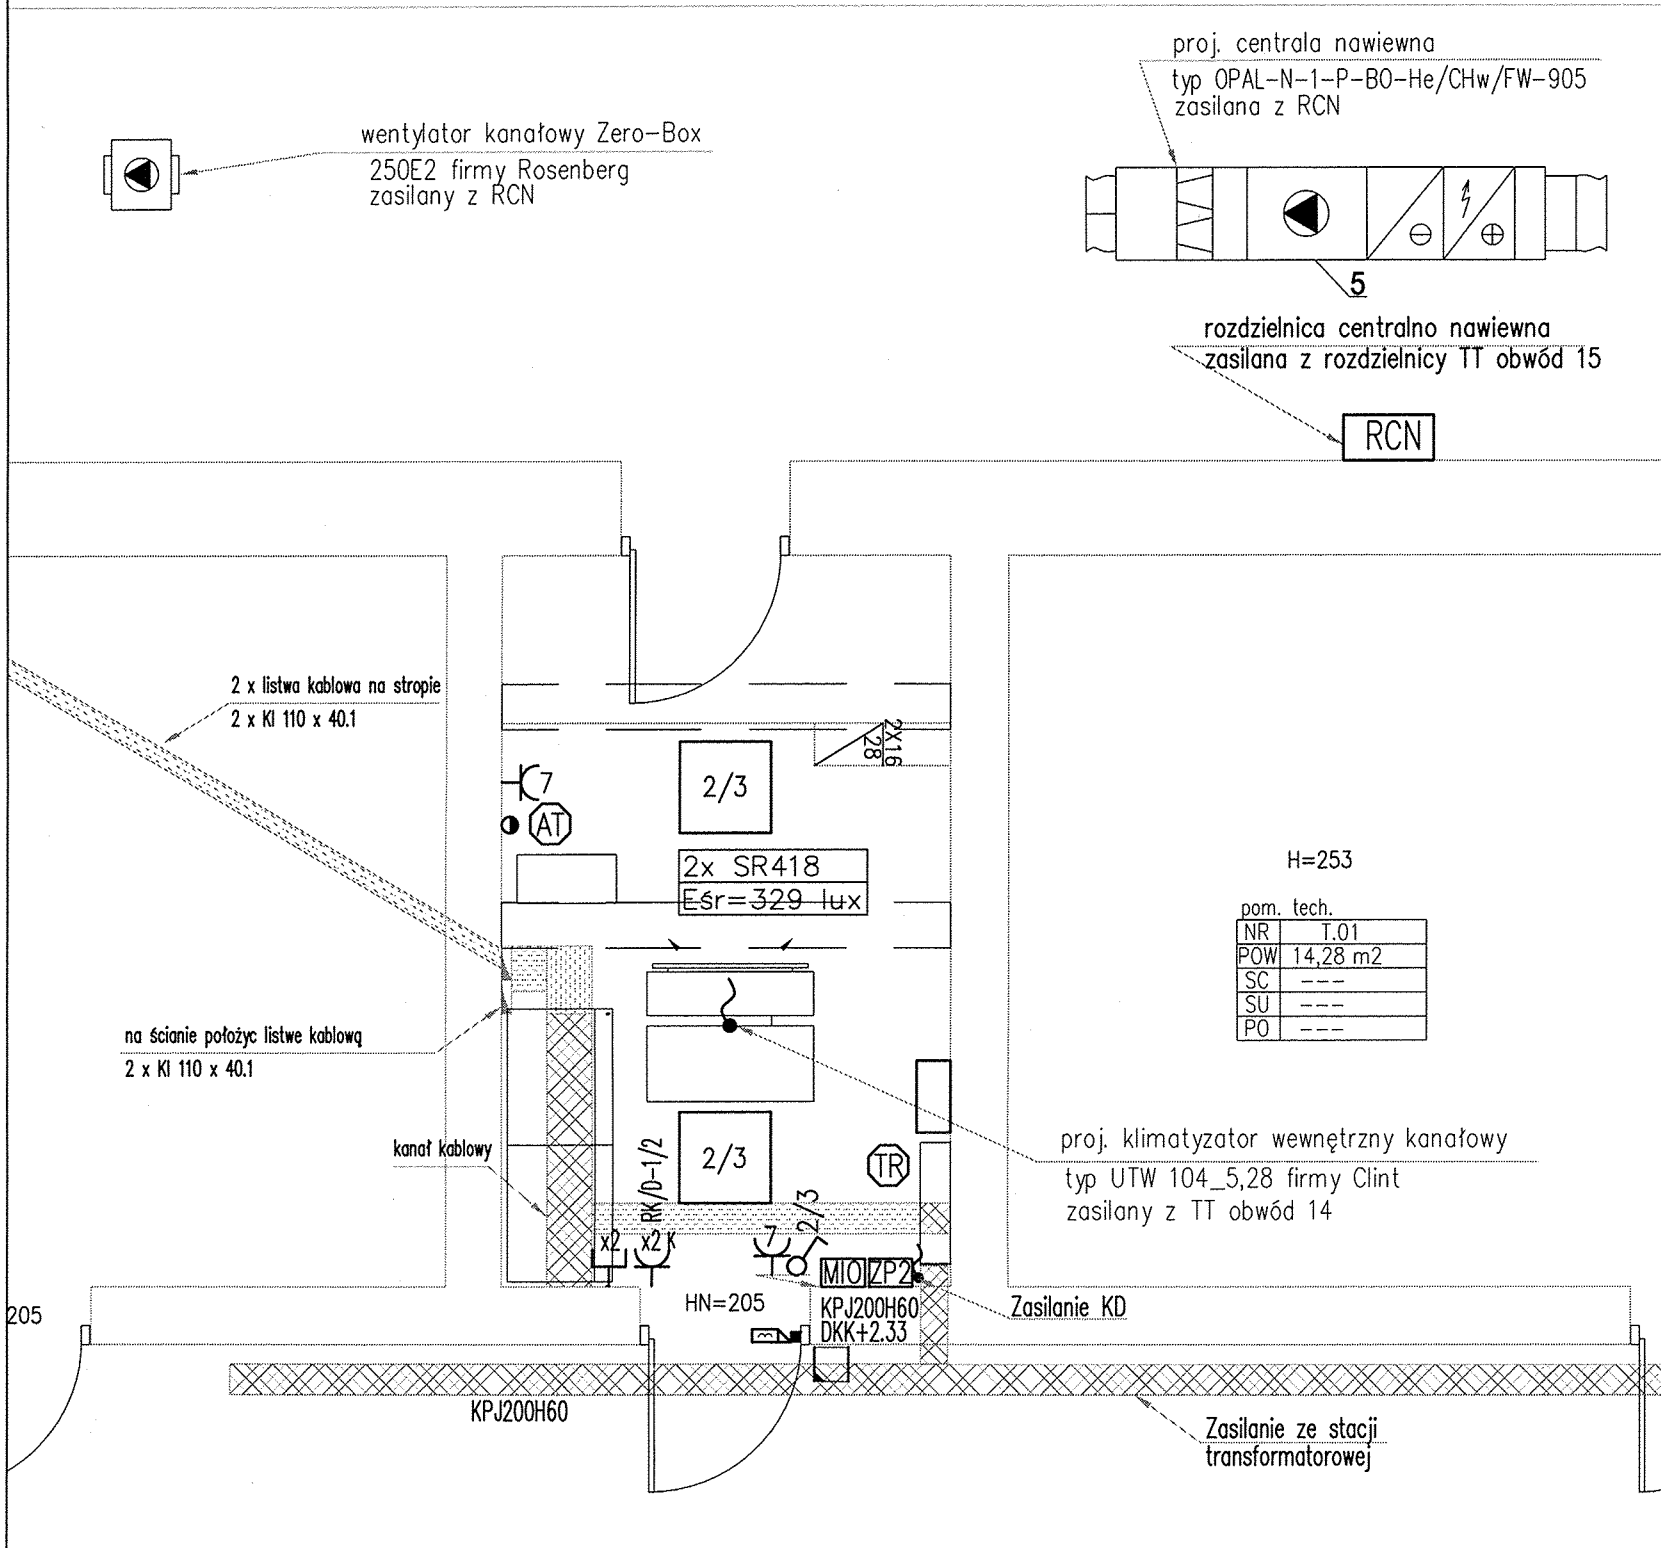 proj. centrala nawiewna
typ OPAL-N-1-P-BO-He/CHw/FW-905
zasilana z RCN
wentylator kanałowy Zero-Box
250E2 firmy Rosenberg
zasilany z RCN
5
rozdzielnica centralno nawiewna
zasilana z rozdzielnicy TT obwód 15
RCN
2 x listwa kablowa na stropie
2 x Kl 110 x 40.1
2X16
28
7
2/3
AT
2x SR418
Eśr=329 lux
H=253
pom. tech.
NR T.01
POW 14,28 m2
SC ---
SU ---
PO ---
na ścianie położyc listwe kablową
2 x Kl 110 x 40.1
kanał kablowy
RK/D-1/2
2/3
TR
proj. klimatyzator wewnętrzny kanałowy
typ UTW 104_5,28 firmy Clint
zasilany z TT obwód 14
x2
x2 K
7
2/3
MIO ZP2
HN=205
KPJ200H60
DKK+2.33
Zasilanie KD
205
KPJ200H60
Zasilanie ze stacji
transformatorowej